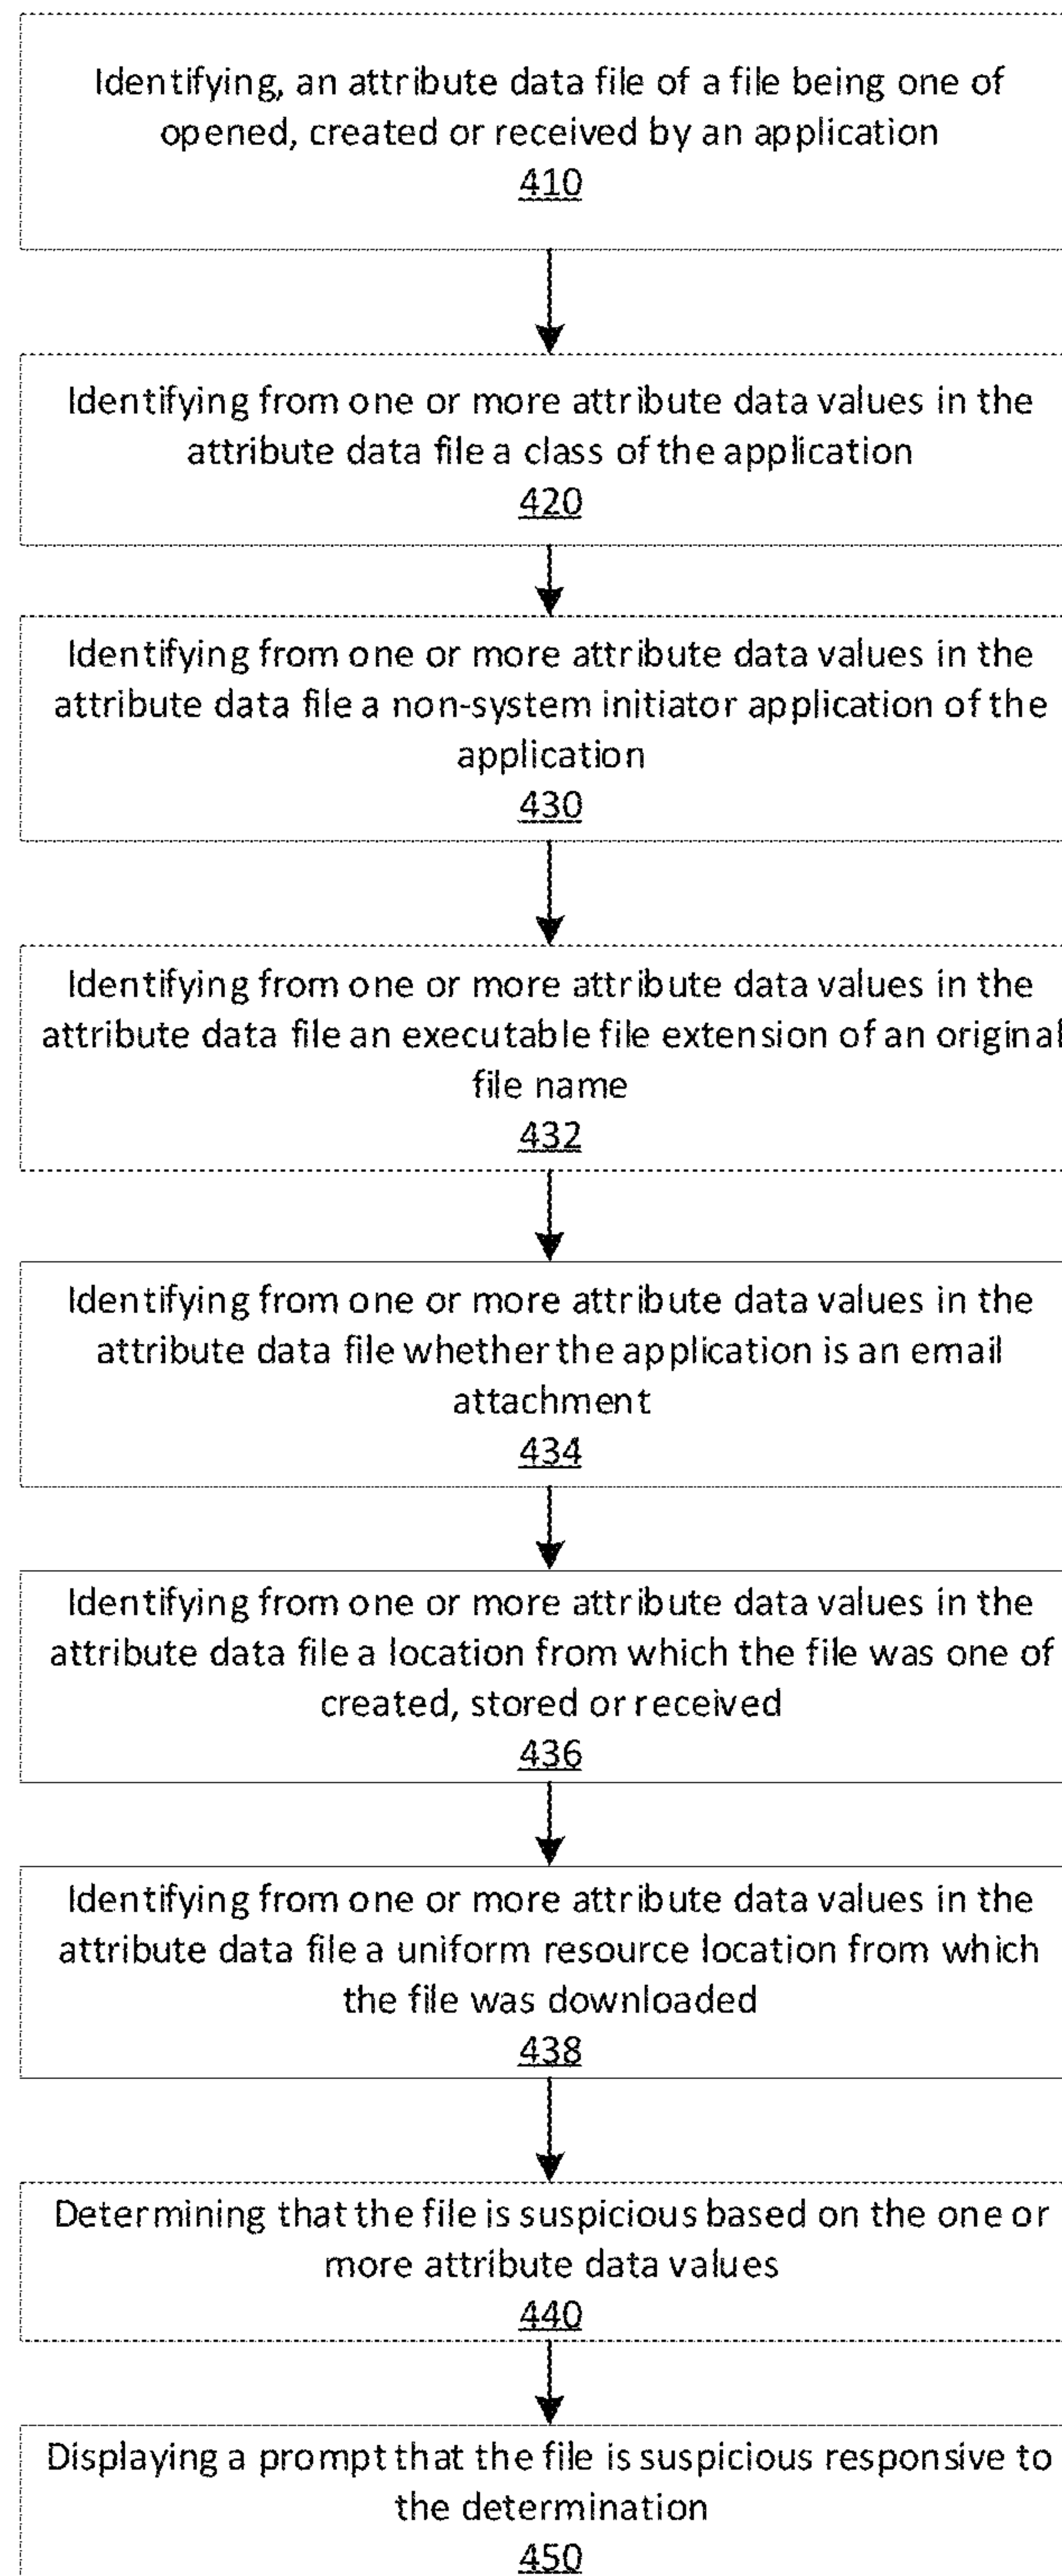 Identifying, an attribute data file of a file being one of
opened, created or received by an application
410
Identifying from one or more attribute data values in the
attribute data file a class of the application
420
Identifying from one or more attribute data values in the
attribute data file a non-system initiator application of the
application
430
Identifying from one or more attribute data values in the
attribute data file an executable file extension of an original
file name
432
Identifying from one or more attribute data values in the
attribute data file whether the application is an email
attachment
434
Identifying from one or more attribute data values in the
attribute data file a location from which the file was one of
created, stored or received
436
Identifying from one or more attribute data values in the
attribute data file a uniform resource location from which
the file was downloaded
438
Determining that the file is suspicious based on the one or
more attribute data values
440
Displaying a prompt that the file is suspicious responsive to
the determination
450